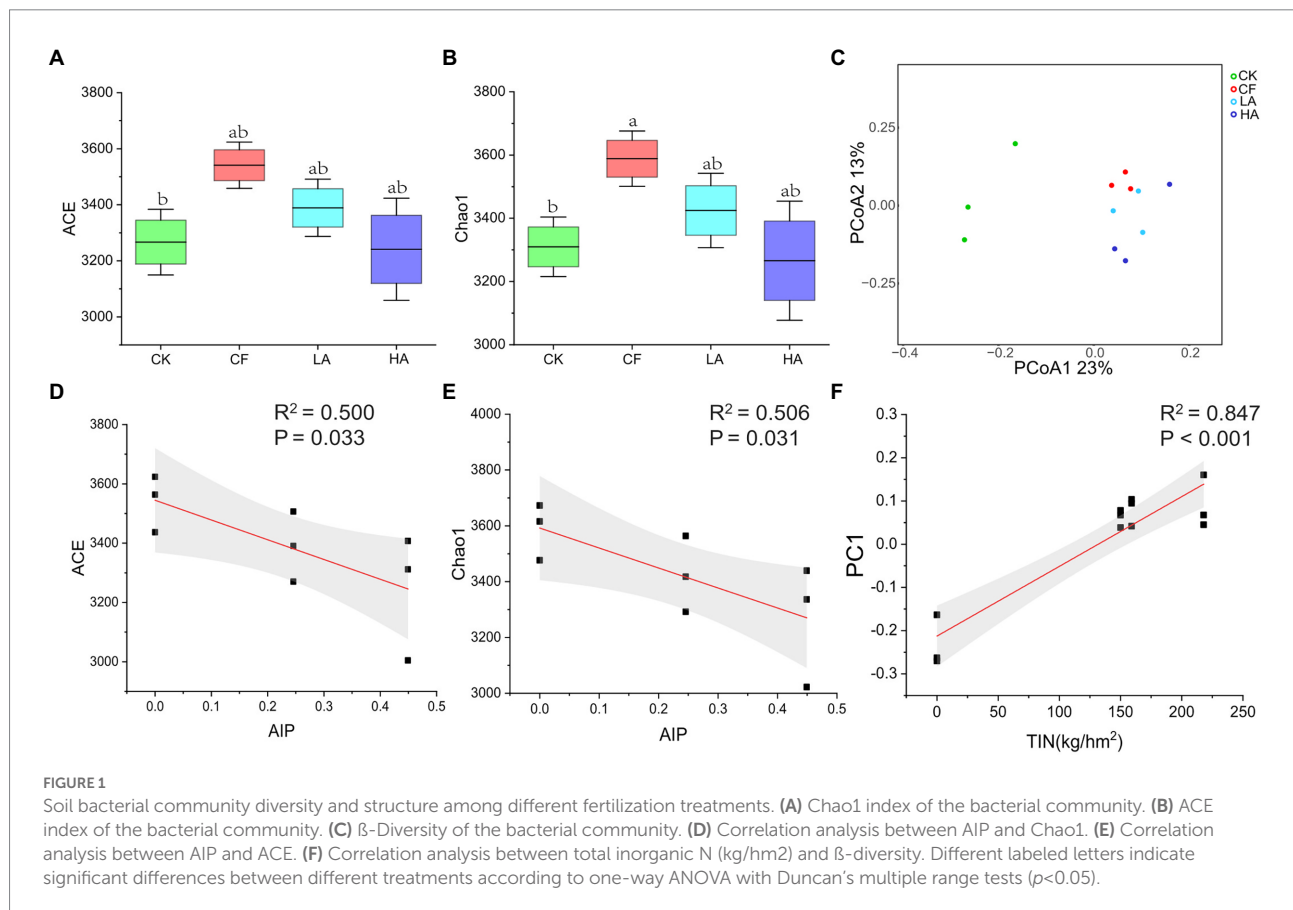 A
ACE
3800
3600
3400
3200
3000
b
ab
ab
ab
CK
CF
LA
HA
B
Chao1
3800
3600
3400
3200
3000
b
a
ab
ab
CK
CF
LA
HA
C
PCoA2 13%
0.25
0.00
−0.25
−0.4
−0.2
0.0
0.2
PCoA1 23%
CK
CF
LA
HA
D
R² = 0.500
P = 0.033
ACE
3800
3600
3400
3200
3000
0.0
0.1
0.2
0.3
0.4
0.5
AIP
E
R² = 0.506
P = 0.031
Chao1
4000
3800
3600
3400
3200
3000
0.0
0.1
0.2
0.3
0.4
0.5
AIP
F
R² = 0.847
P < 0.001
PC1
0.3
0.2
0.1
0.0
-0.1
-0.2
-0.3
0
50
100
150
200
250
TIN(kg/hm²)
FIGURE 1
Soil bacterial community diversity and structure among different fertilization treatments. (A) Chao1 index of the bacterial community. (B) ACE
index of the bacterial community. (C) ß-Diversity of the bacterial community. (D) Correlation analysis between AIP and Chao1. (E) Correlation
analysis between AIP and ACE. (F) Correlation analysis between total inorganic N (kg/hm2) and ß-diversity. Different labeled letters indicate
significant differences between different treatments according to one-way ANOVA with Duncan's multiple range tests (p<0.05).